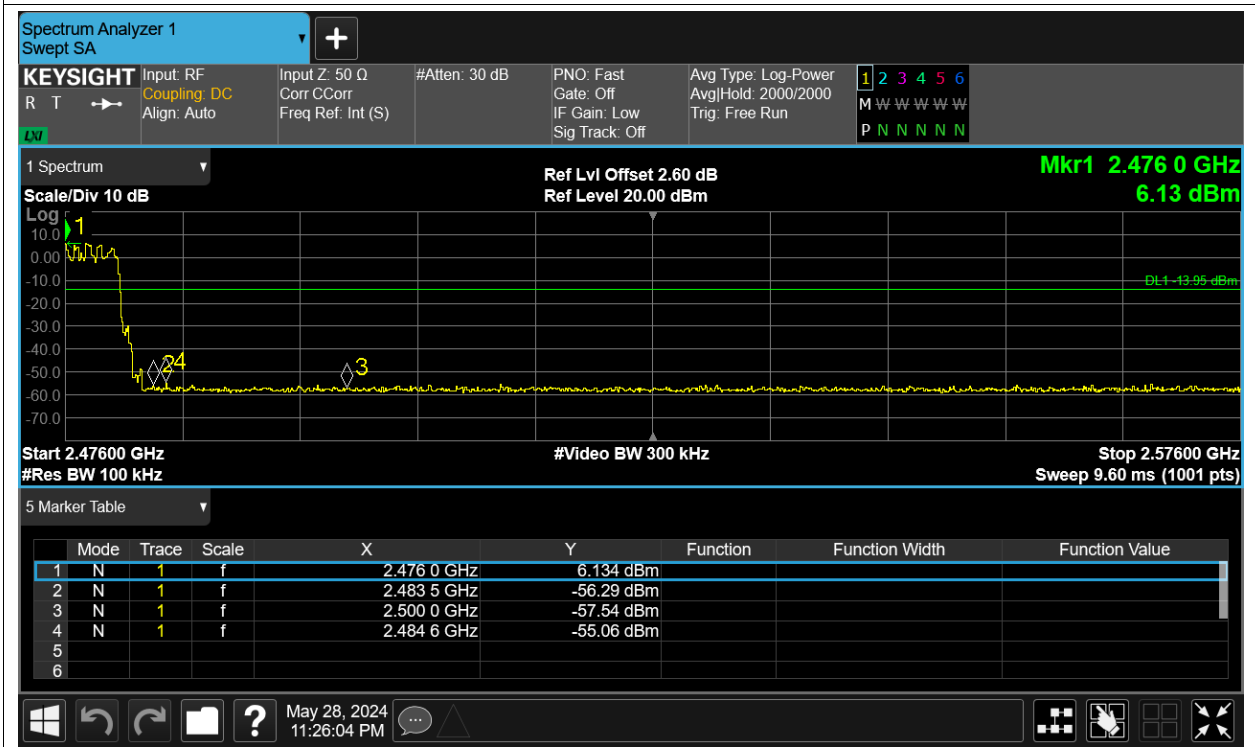 Spectrum Analyzer 1
Swept SA
KEYSIGHT Input: RF Input Z: 50 Ω #Atten: 30 dB PNO: Fast Avg Type: Log-Power 1 2 3 4 5 6
R T Coupling: DC Corr CCorr Gate: Off Avg|Hold: 2000/2000 M W W W W W W
Align: Auto Freq Ref: Int (S) IF Gain: Low Trig: Free Run
LXI Sig Track: Off P N N N N N
1 Spectrum Ref Lvl Offset 2.60 dB Mkr1 2.476 0 GHz
Scale/Div 10 dB Ref Level 20.00 dBm 6.13 dBm
Log
1
10.0
0.00
-10.0 DL1 -13.95 dBm
-20.0
-30.0
-40.0
2 4 3
-50.0
-60.0
-70.0
Start 2.47600 GHz #Video BW 300 kHz Stop 2.57600 GHz
#Res BW 100 kHz Sweep 9.60 ms (1001 pts)
5 Marker Table
Mode Trace Scale X Y Function Function Width Function Value
1 N 1 f 2.476 0 GHz 6.134 dBm
2 N 1 f 2.483 5 GHz -56.29 dBm
3 N 1 f 2.500 0 GHz -57.54 dBm
4 N 1 f 2.484 6 GHz -55.06 dBm
5
6
? May 28, 2024
11:26:04 PM